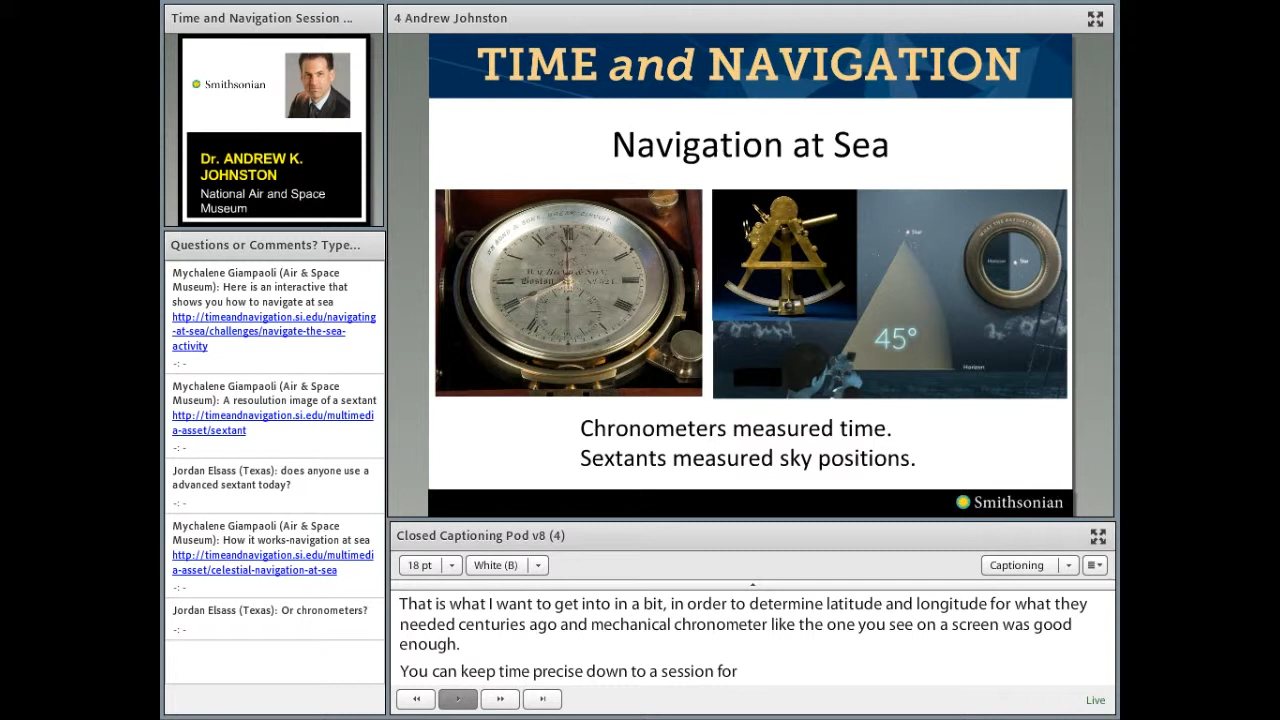 Time and Navigation Session ...
Smithsonian
Dr. ANDREW K.
JOHNSTON
National Air and Space
Museum
Questions or Comments? Type...
Mychalene Giampaoli (Air & Space
Museum): Here is an interactive that
shows you how to navigate at sea
http://timeandnavigation.si.edu/navigating
-at-sea/challenges/navigate-the-sea-
activity
-: -
Mychalene Giampaoli (Air & Space
Museum): A resoulution image of a sextant
http://timeandnavigation.si.edu/multimedi
a-asset/sextant
-: -
Jordan Elsass (Texas): does anyone use a
advanced sextant today?
-: -
Mychalene Giampaoli (Air & Space
Museum): How it works-navigation at sea
http://timeandnavigation.si.edu/multimedi
a-asset/celestial-navigation-at-sea
-: -
Jordan Elsass (Texas): Or chronometers?
-: -
4 Andrew Johnston
TIME and NAVIGATION
Navigation at Sea
Boston
Star
Horizon
Star
45°
Horizon
Chronometers measured time.
Sextants measured sky positions.
Smithsonian
Closed Captioning Pod v8 (4)
18 pt
White (B)
Captioning
That is what I want to get into in a bit, in order to determine latitude and longitude for what they
needed centuries ago and mechanical chronometer like the one you see on a screen was good
enough.
You can keep time precise down to a session for
Live